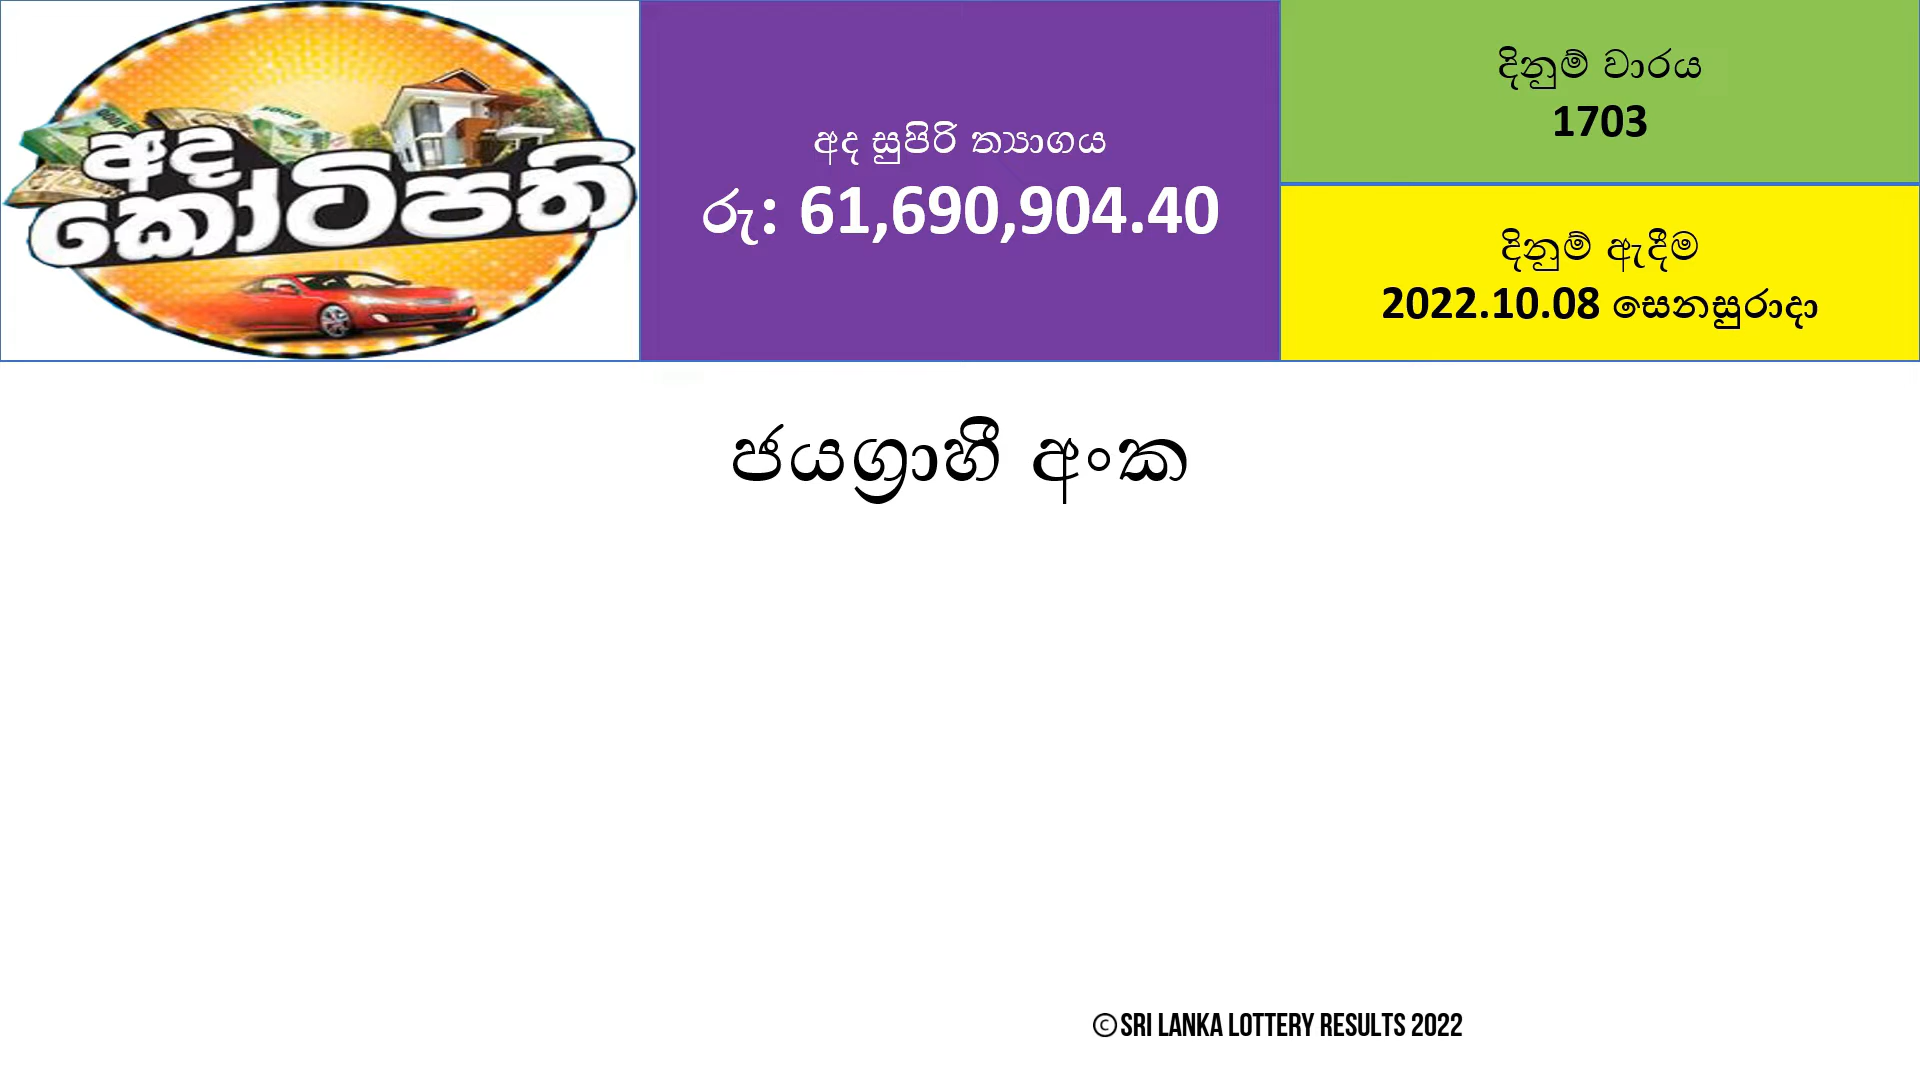 අද
කෝටිපති
අද සුපිරි ත්‍යාගය
රු: 61,690,904.40
දිනුම් වාරය
1703
දිනුම් ඇදීම
2022.10.08 සෙනසුරාදා
ජයග්‍රාහී අංක
©SRI LANKA LOTTERY RESULTS 2022